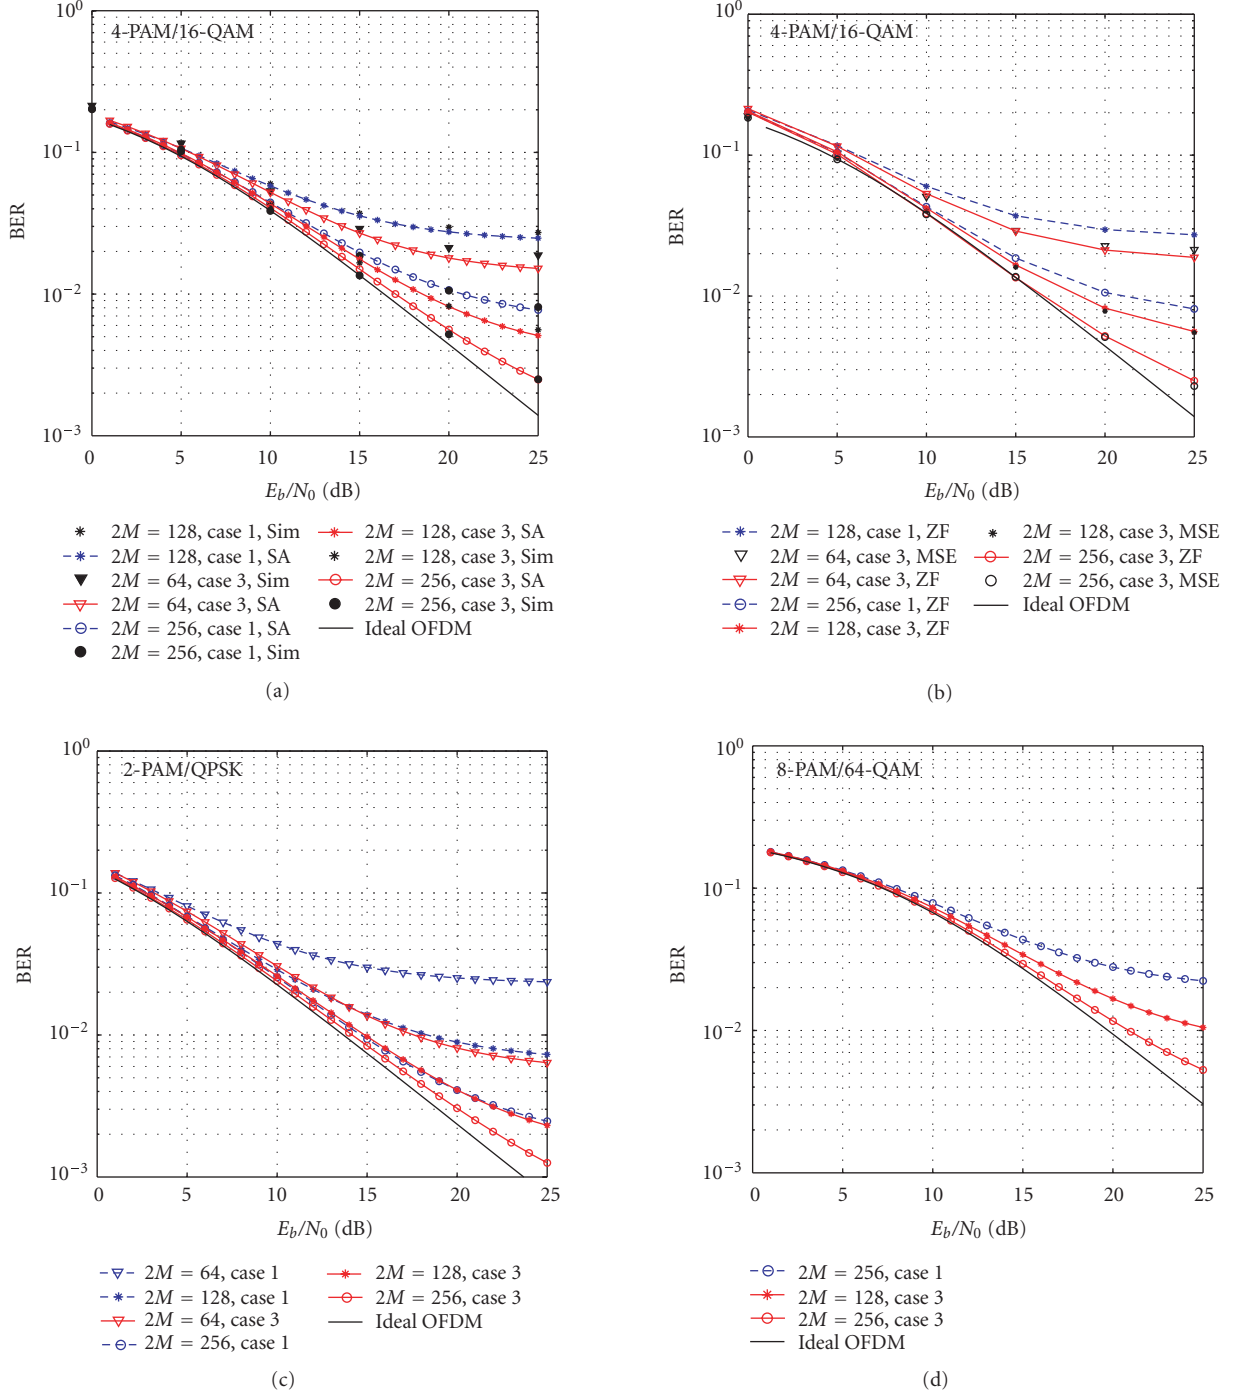 4-PAM/16-QAM
10⁰
10⁻¹
10⁻²
10⁻³
BER
0 5 10 15 20 25
E_b/N_0 (dB)
2M = 128, case 1, Sim
2M = 128, case 1, SA
2M = 64, case 3, Sim
2M = 64, case 3, SA
2M = 256, case 1, SA
2M = 256, case 1, Sim
2M = 128, case 3, SA
2M = 128, case 3, Sim
2M = 256, case 3, SA
2M = 256, case 3, Sim
Ideal OFDM
(a)
4-PAM/16-QAM
10⁰
10⁻¹
10⁻²
10⁻³
BER
0 5 10 15 20 25
E_b/N_0 (dB)
2M = 128, case 1, ZF
2M = 64, case 3, MSE
2M = 64, case 3, ZF
2M = 256, case 1, ZF
2M = 128, case 3, ZF
2M = 128, case 3, MSE
2M = 256, case 3, ZF
2M = 256, case 3, MSE
Ideal OFDM
(b)
2-PAM/QPSK
10⁰
10⁻¹
10⁻²
10⁻³
BER
0 5 10 15 20 25
E_b/N_0 (dB)
2M = 64, case 1
2M = 128, case 1
2M = 64, case 3
2M = 256, case 1
2M = 128, case 3
2M = 256, case 3
Ideal OFDM
(c)
8-PAM/64-QAM
10⁰
10⁻¹
10⁻²
10⁻³
BER
0 5 10 15 20 25
E_b/N_0 (dB)
2M = 256, case 1
2M = 128, case 3
2M = 256, case 3
Ideal OFDM
(d)